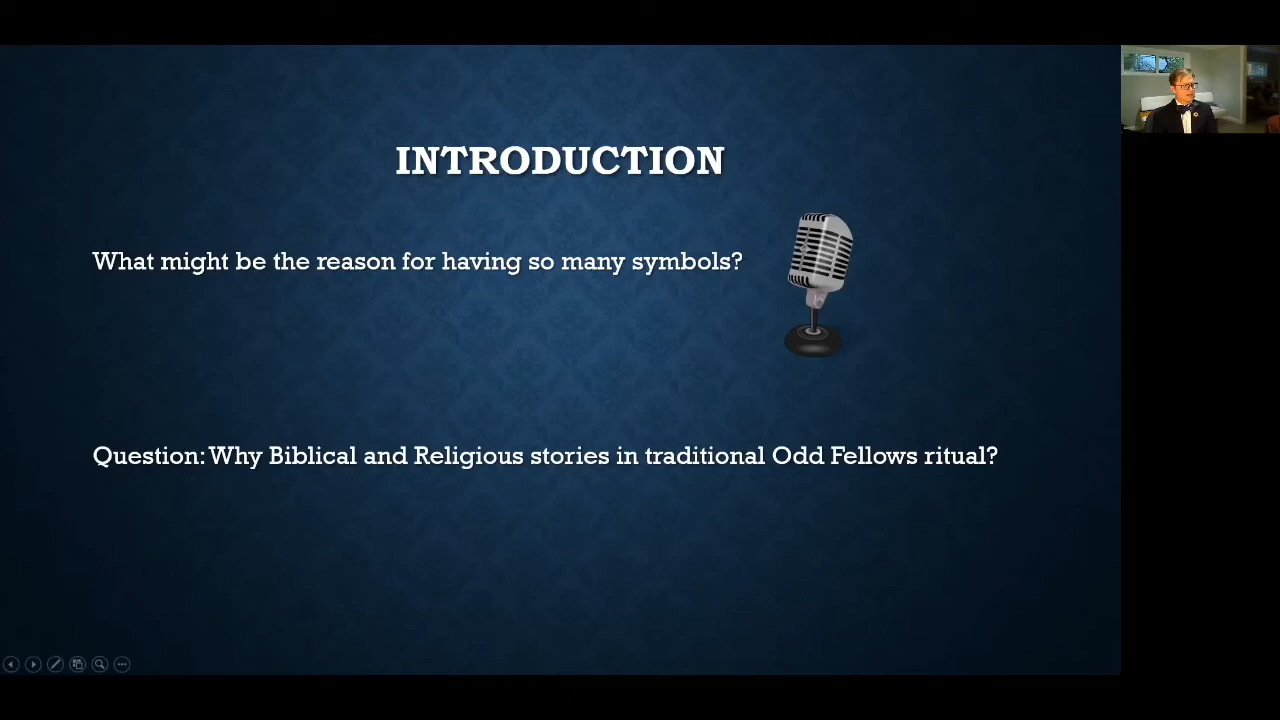 INTRODUCTION
What might be the reason for having so many symbols?
Question: Why Biblical and Religious stories in traditional Odd Fellows ritual?